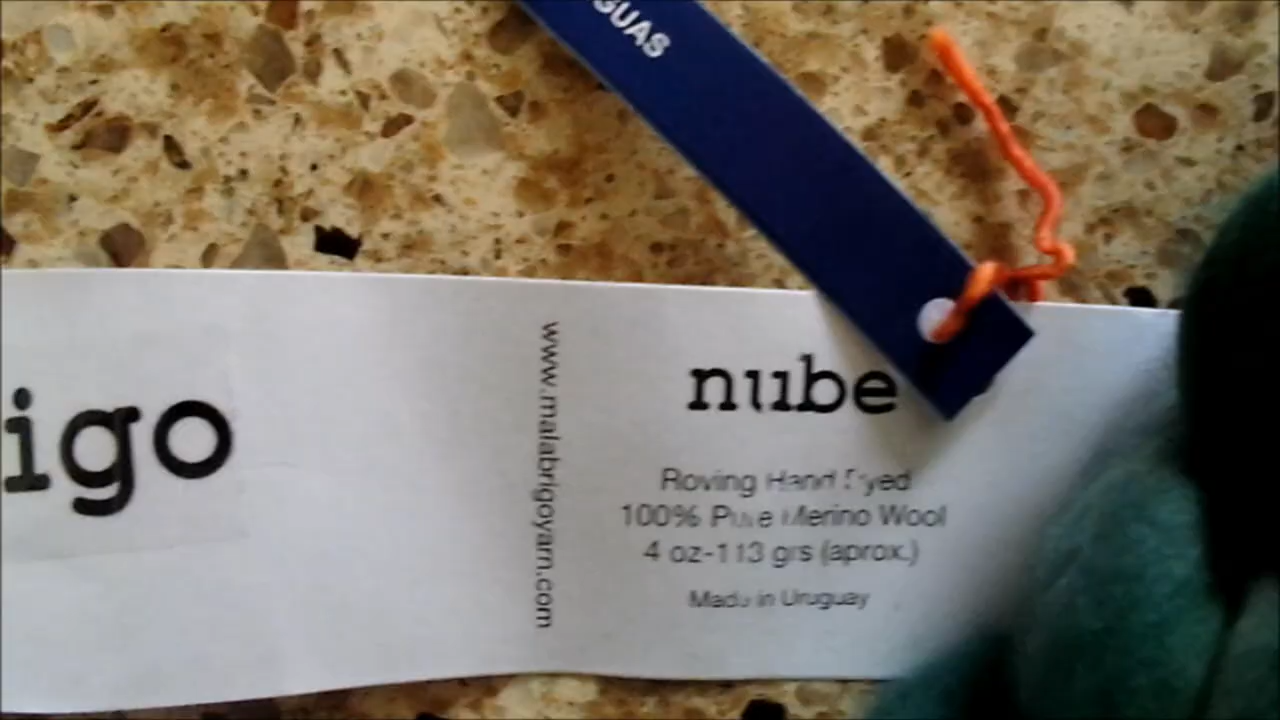 GUAS
igo
www.malabrigoyarn.com
nube
Roving Hand Dyed
100% Pure Merino Wool
4 oz-113 grs (aprox.)
Made in Uruguay